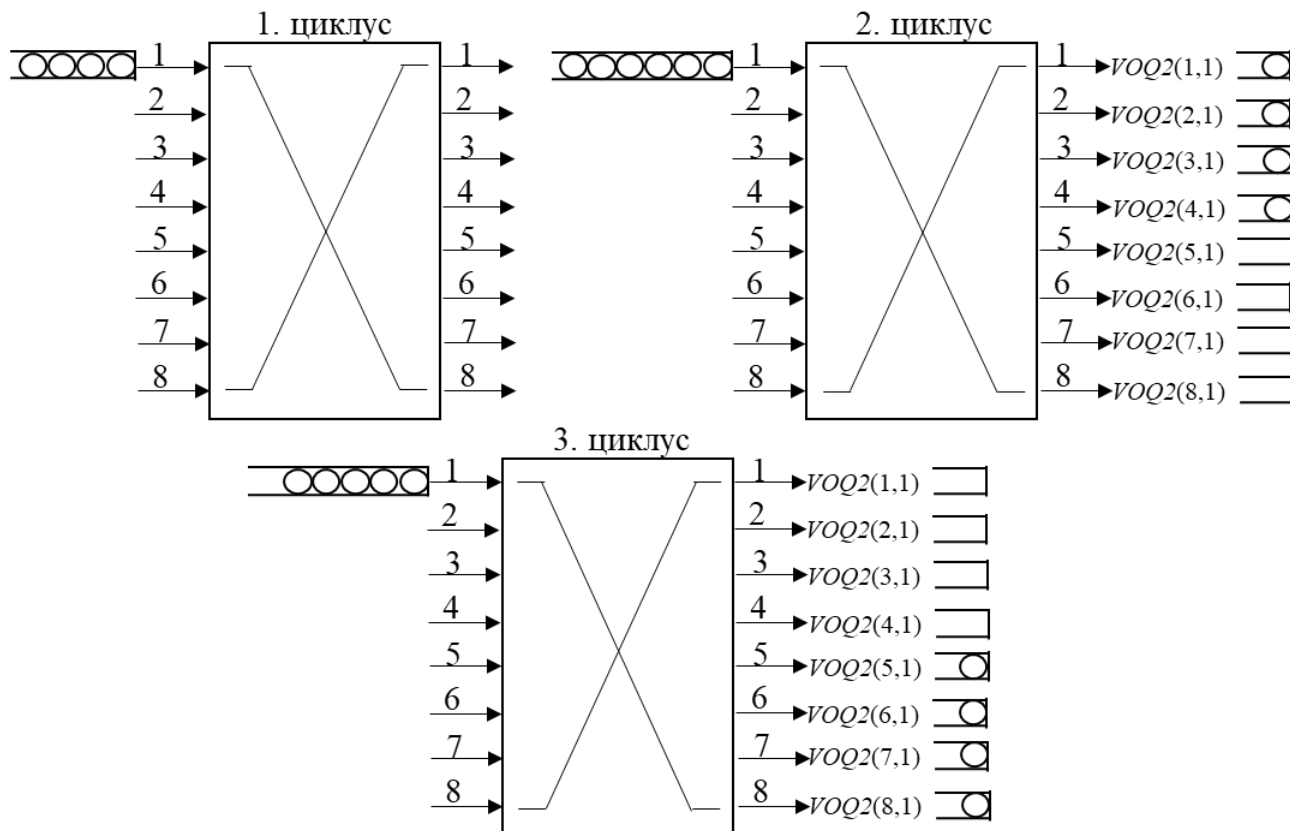 1. циклус
2. циклус
1 1 1 1 VOQ2(1,1)
2 2 2 2 VOQ2(2,1)
3 3 3 3 VOQ2(3,1)
4 4 4 4 VOQ2(4,1)
5 5 5 5 VOQ2(5,1)
6 6 6 6 VOQ2(6,1)
7 7 7 7 VOQ2(7,1)
8 8 8 8 VOQ2(8,1)
3. циклус
1 1 VOQ2(1,1)
2 2 VOQ2(2,1)
3 3 VOQ2(3,1)
4 4 VOQ2(4,1)
5 5 VOQ2(5,1)
6 6 VOQ2(6,1)
7 7 VOQ2(7,1)
8 8 VOQ2(8,1)